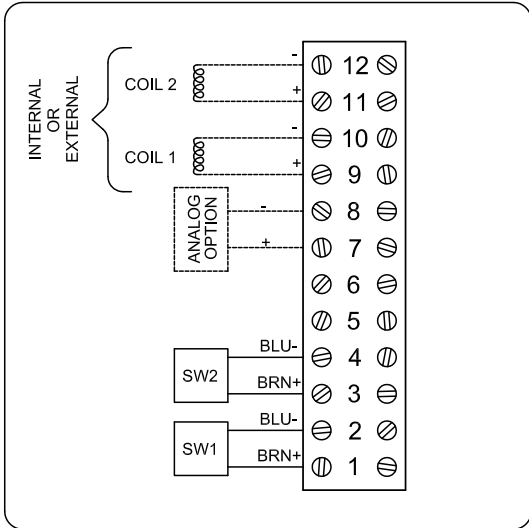 INTERNAL
OR
EXTERNAL
COIL 2
-
+
12
11
COIL 1
-
+
10
9
ANALOG
OPTION
-
+
8
7
6
5
SW2
BLU-
BRN+
4
3
SW1
BLU-
BRN+
2
1